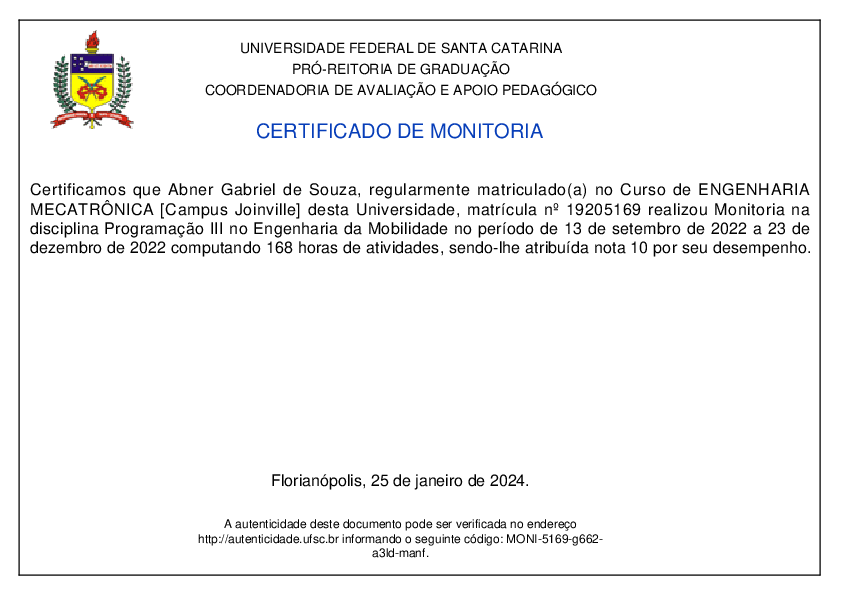 UNIVERSIDADE FEDERAL DE SANTA CATARINA
PRÓ-REITORIA DE GRADUAÇÃO
COORDENADORIA DE AVALIAÇÃO E APOIO PEDAGÓGICO
CERTIFICADO DE MONITORIA
Certificamos que Abner Gabriel de Souza, regularmente matriculado(a) no Curso de ENGENHARIA
MECATRÔNICA [Campus Joinville] desta Universidade, matrícula nº 19205169 realizou Monitoria na
disciplina Programação III no Engenharia da Mobilidade no período de 13 de setembro de 2022 a 23 de
dezembro de 2022 computando 168 horas de atividades, sendo-lhe atribuída nota 10 por seu desempenho.
Florianópolis, 25 de janeiro de 2024.
A autenticidade deste documento pode ser verificada no endereço
http://autenticidade.ufsc.br informando o seguinte código: MONI-5169-g662-
a3ld-manf.